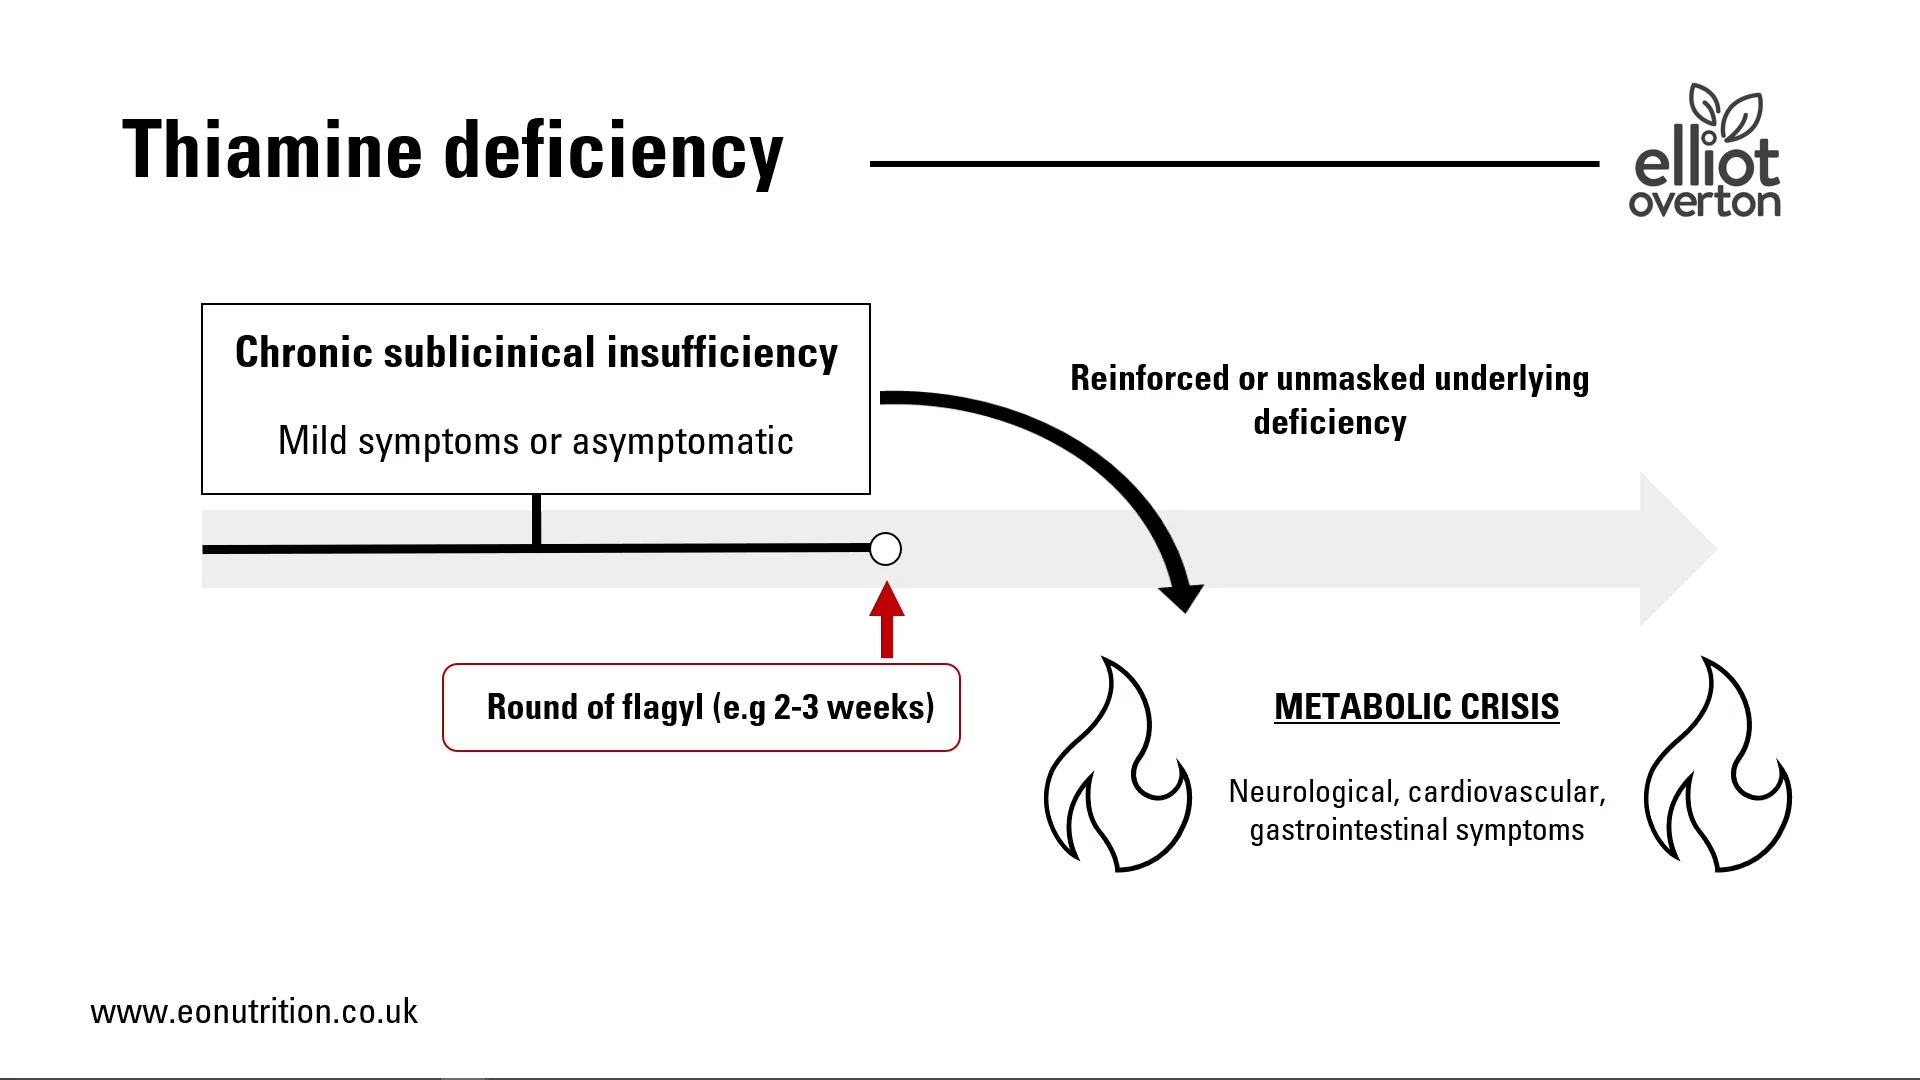 Thiamine deficiency
elliot
overton
Chronic sublicinical insufficiency
Mild symptoms or asymptomatic
Reinforced or unmasked underlying
deficiency
Round of flagyl (e.g 2-3 weeks)
METABOLIC CRISIS
Neurological, cardiovascular,
gastrointestinal symptoms
www.eonutrition.co.uk